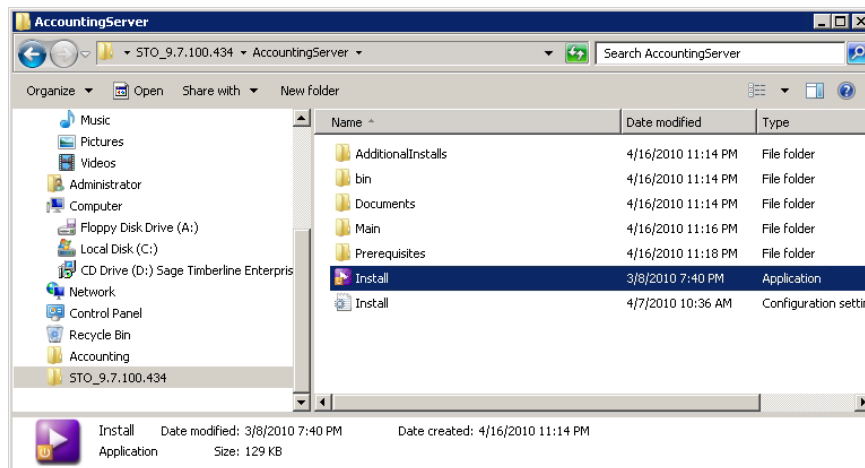 AccountingServer
STO_9.7.100.434 AccountingServer Search AccountingServer
Organize Open Share with New folder
Music
Pictures
Videos
Administrator
Computer
Floppy Disk Drive (A:)
Local Disk (C:)
CD Drive (D:) Sage Timberline Enterpris
Network
Control Panel
Recycle Bin
Accounting
STO_9.7.100.434
Name Date modified Type
AdditionalInstalls 4/16/2010 11:14 PM File folder
bin 4/16/2010 11:14 PM File folder
Documents 4/16/2010 11:14 PM File folder
Main 4/16/2010 11:16 PM File folder
Prerequisites 4/16/2010 11:18 PM File folder
Install 3/8/2010 7:40 PM Application
Install 4/7/2010 10:36 AM Configuration settin
Install Date modified: 3/8/2010 7:40 PM Date created: 4/16/2010 11:14 PM
Application Size: 129 KB